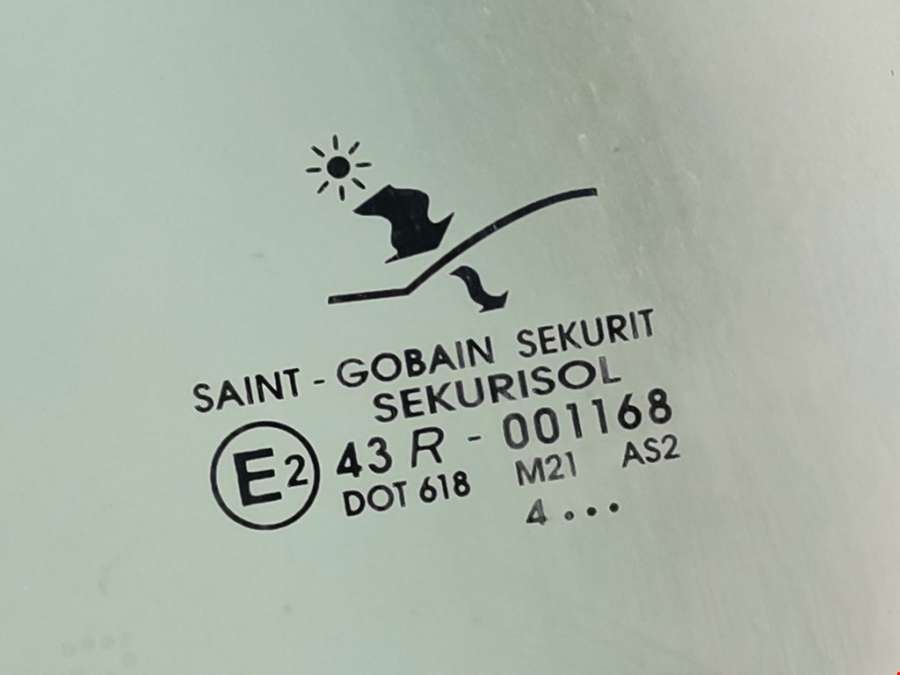 SAINT - GOBAIN SEKURIT
SEKURISOL
E2 43 R - 001168
DOT 618 M21 AS2
4 . . .